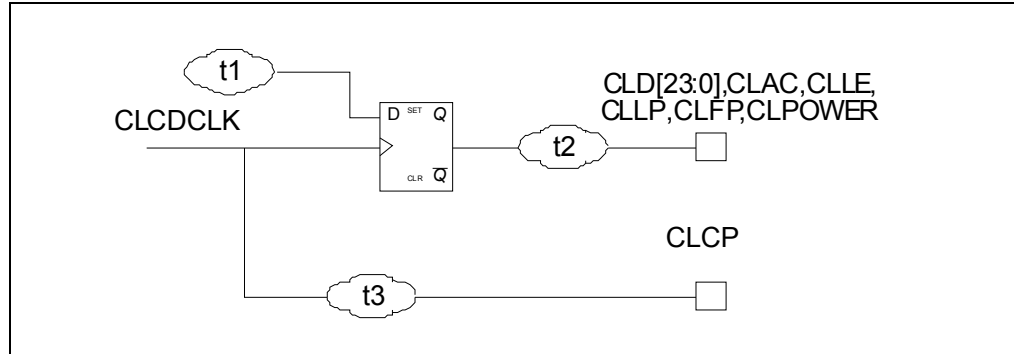 t1
CLD[23:0],CLAC,CLLE,
CLLP,CLFP,CLPOWER
CLCDCLK
D SET Q
t2
CLR Q̅
CLCP
t3